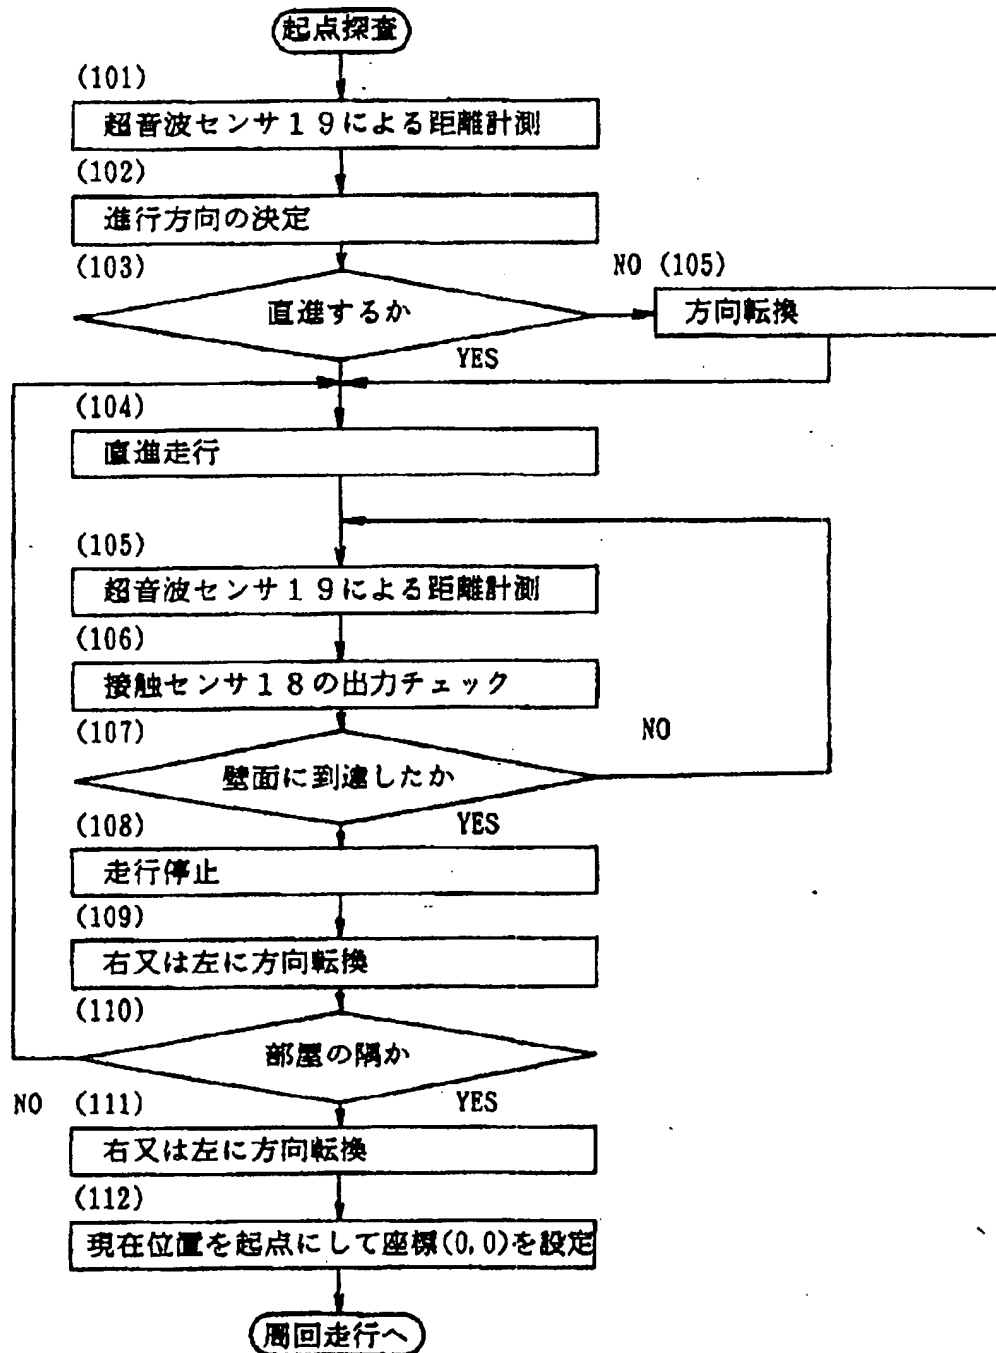 起点探査
(101)
超音波センサ19による距離計測
(102)
進行方向の決定
(103)
NO (105)
直進するか
方向転換
YES
(104)
直進走行
(105)
超音波センサ19による距離計測
(106)
接触センサ18の出力チェック
(107)
NO
壁面に到達したか
(108)
YES
走行停止
(109)
右又は左に方向転換
(110)
部屋の隅か
NO (111)
YES
右又は左に方向転換
(112)
現在位置を起点にして座標(0,0)を設定
周回走行へ